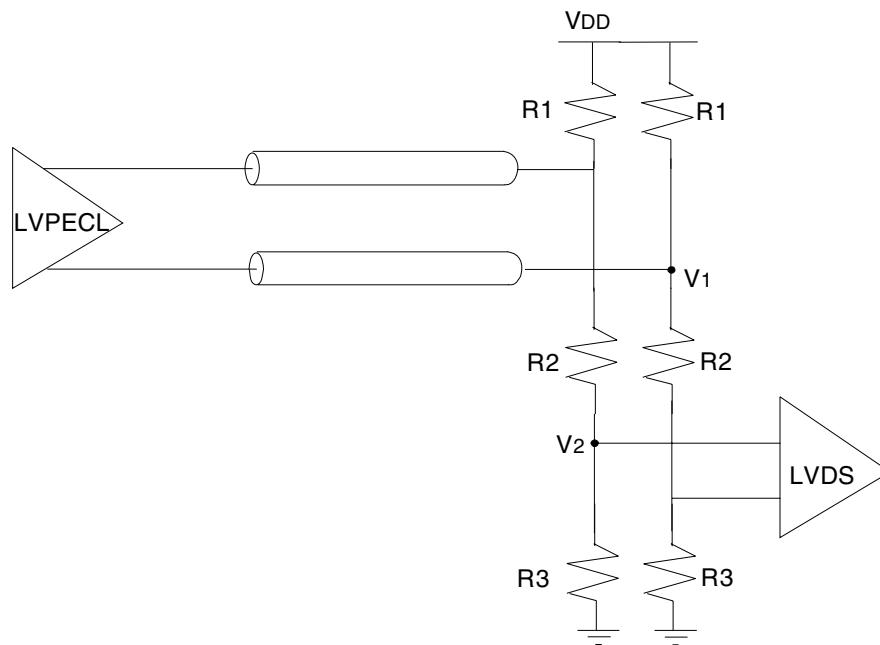 VDD
R1 R1
LVPECL
V1
R2 R2
V2
LVDS
R3 R3